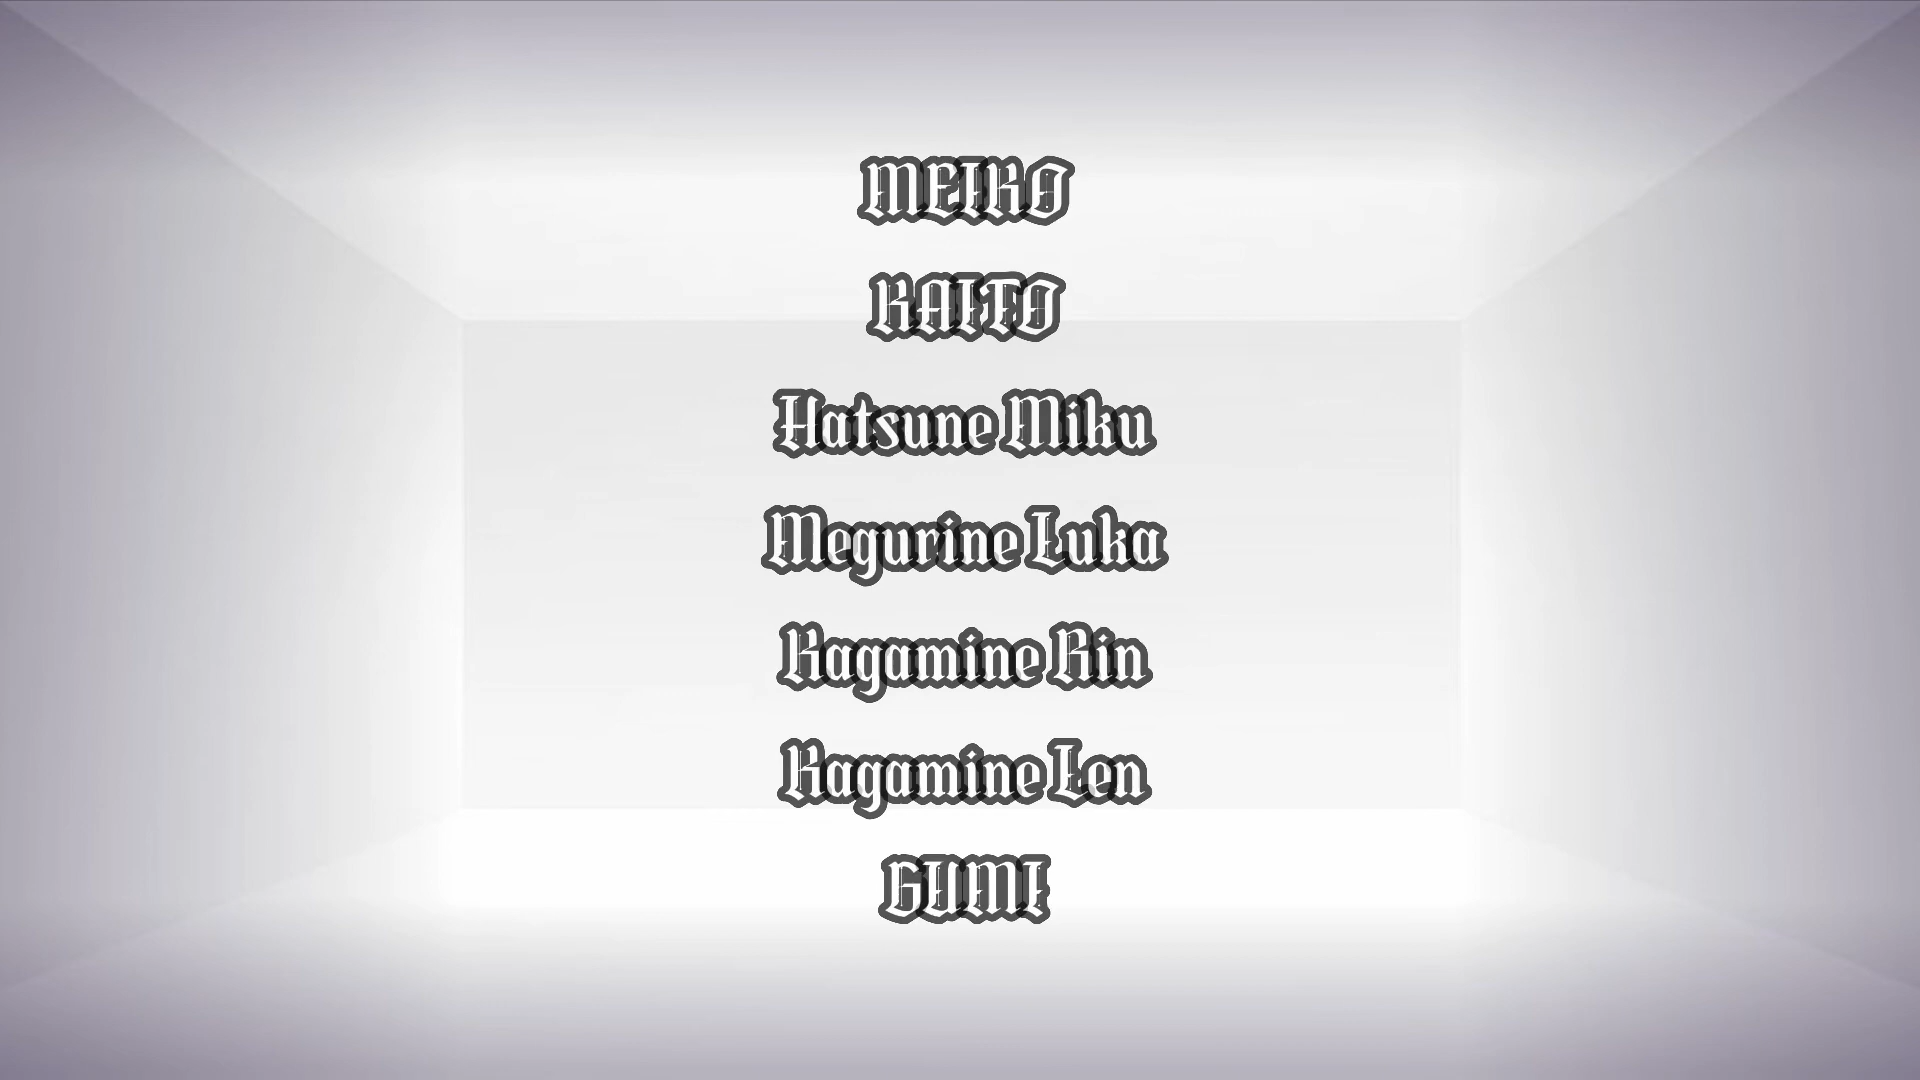 MEIKO
KAITO
Hatsune Miku
Megurine Luka
Kagamine Rin
Kagamine Len
GUMI